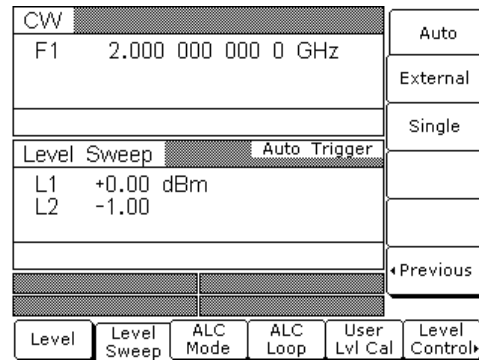 CW
F1 2.000 000 000 0 GHz
Level Sweep Auto Trigger
L1 +0.00 dBm
L2 -1.00
Auto
External
Single
Previous
Level
Level Sweep
ALC Mode
ALC Loop
User Lvl Cal
Level Control